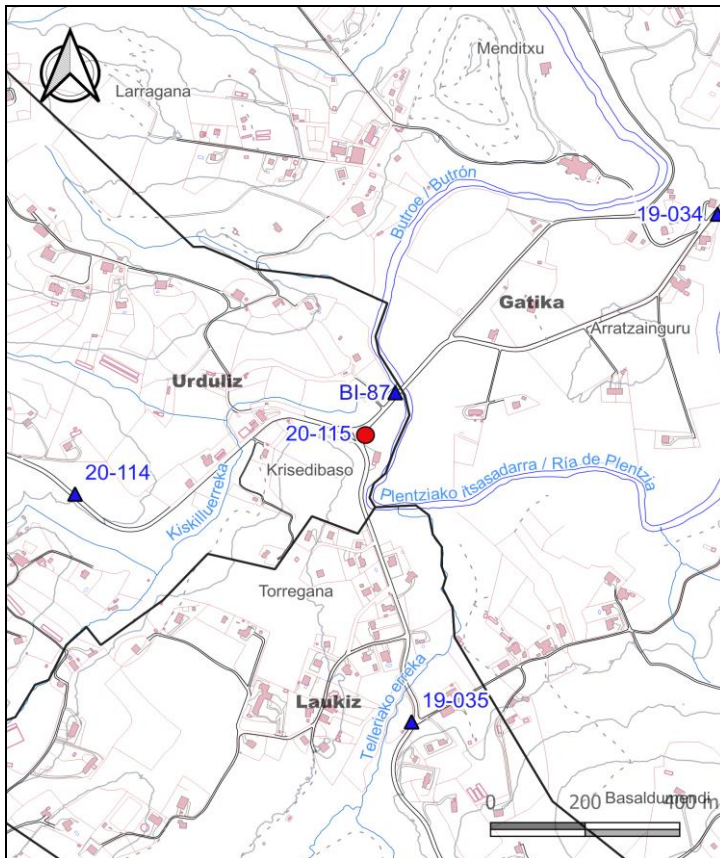 Menditxu
Larragana
Butroe / Butrón
19-034
Gatika
Arratzainguru
Urduliz
BI-87
20-115
Krisedibaso
20-114
Kiskilluerreka
Plentziako itsasadarra / Ría de Plentzia
Torregana
Laukiz
19-035
Telleriako erreka
Basaldumendi
0 200 400 m